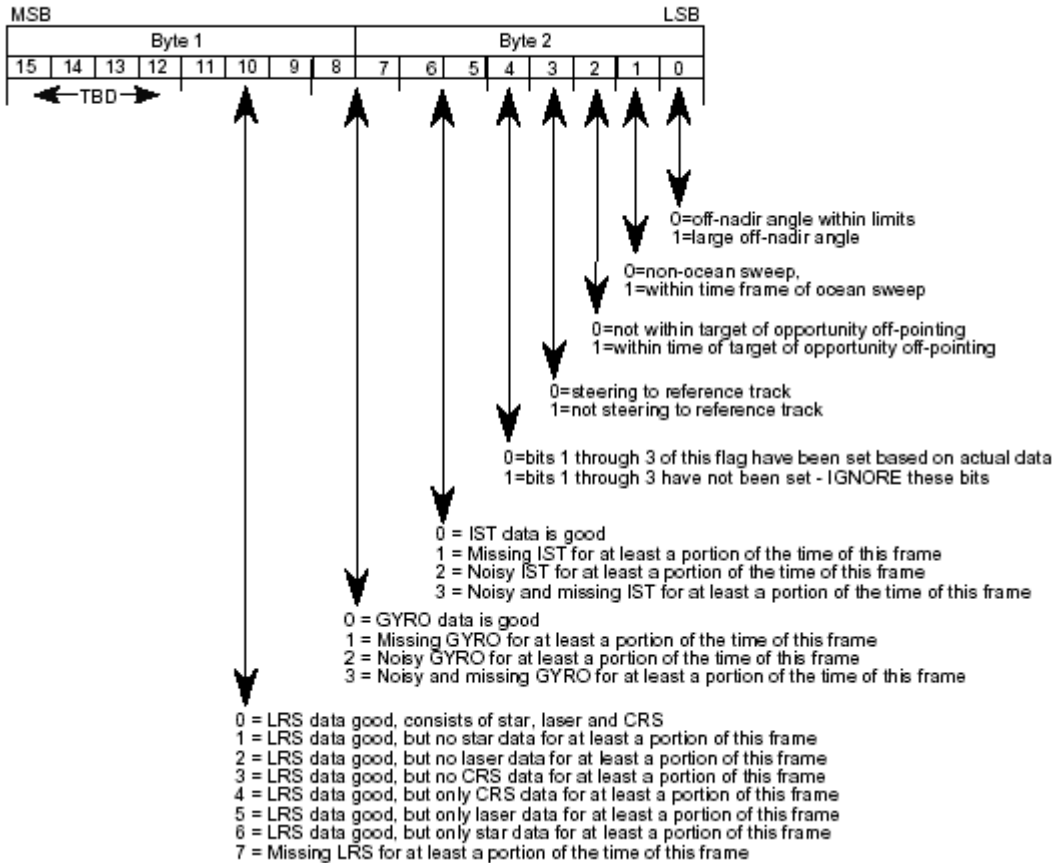 MSB LSB
Byte 1 Byte 2
15 14 13 12 11 10 9 8 7 6 5 4 3 2 1 0
TBD
0=off-nadir angle within limits
1=large off-nadir angle
0=non-ocean sweep,
1=within time frame of ocean sweep
0=not within target of opportunity off-pointing
1=within time of target of opportunity off-pointing
0=steering to reference track
1=not steering to reference track
0=bits 1 through 3 of this flag have been set based on actual data
1=bits 1 through 3 have not been set - IGNORE these bits
0 = IST data is good
1 = Missing IST for at least a portion of the time of this frame
2 = Noisy IST for at least a portion of the time of this frame
3 = Noisy and missing IST for at least a portion of the time of this frame
0 = GYRO data is good
1 = Missing GYRO for at least a portion of the time of this frame
2 = Noisy GYRO for at least a portion of the time of this frame
3 = Noisy and missing GYRO for at least a portion of the time of this frame
0 = LRS data good, consists of star, laser and CRS
1 = LRS data good, but no star data for at least a portion of this frame
2 = LRS data good, but no laser data for at least a portion of this frame
3 = LRS data good, but no CRS data for at least a portion of this frame
4 = LRS data good, but only CRS data for at least a portion of this frame
5 = LRS data good, but only laser data for at least a portion of this frame
6 = LRS data good, but only star data for at least a portion of this frame
7 = Missing LRS for at least a portion of the time of this frame